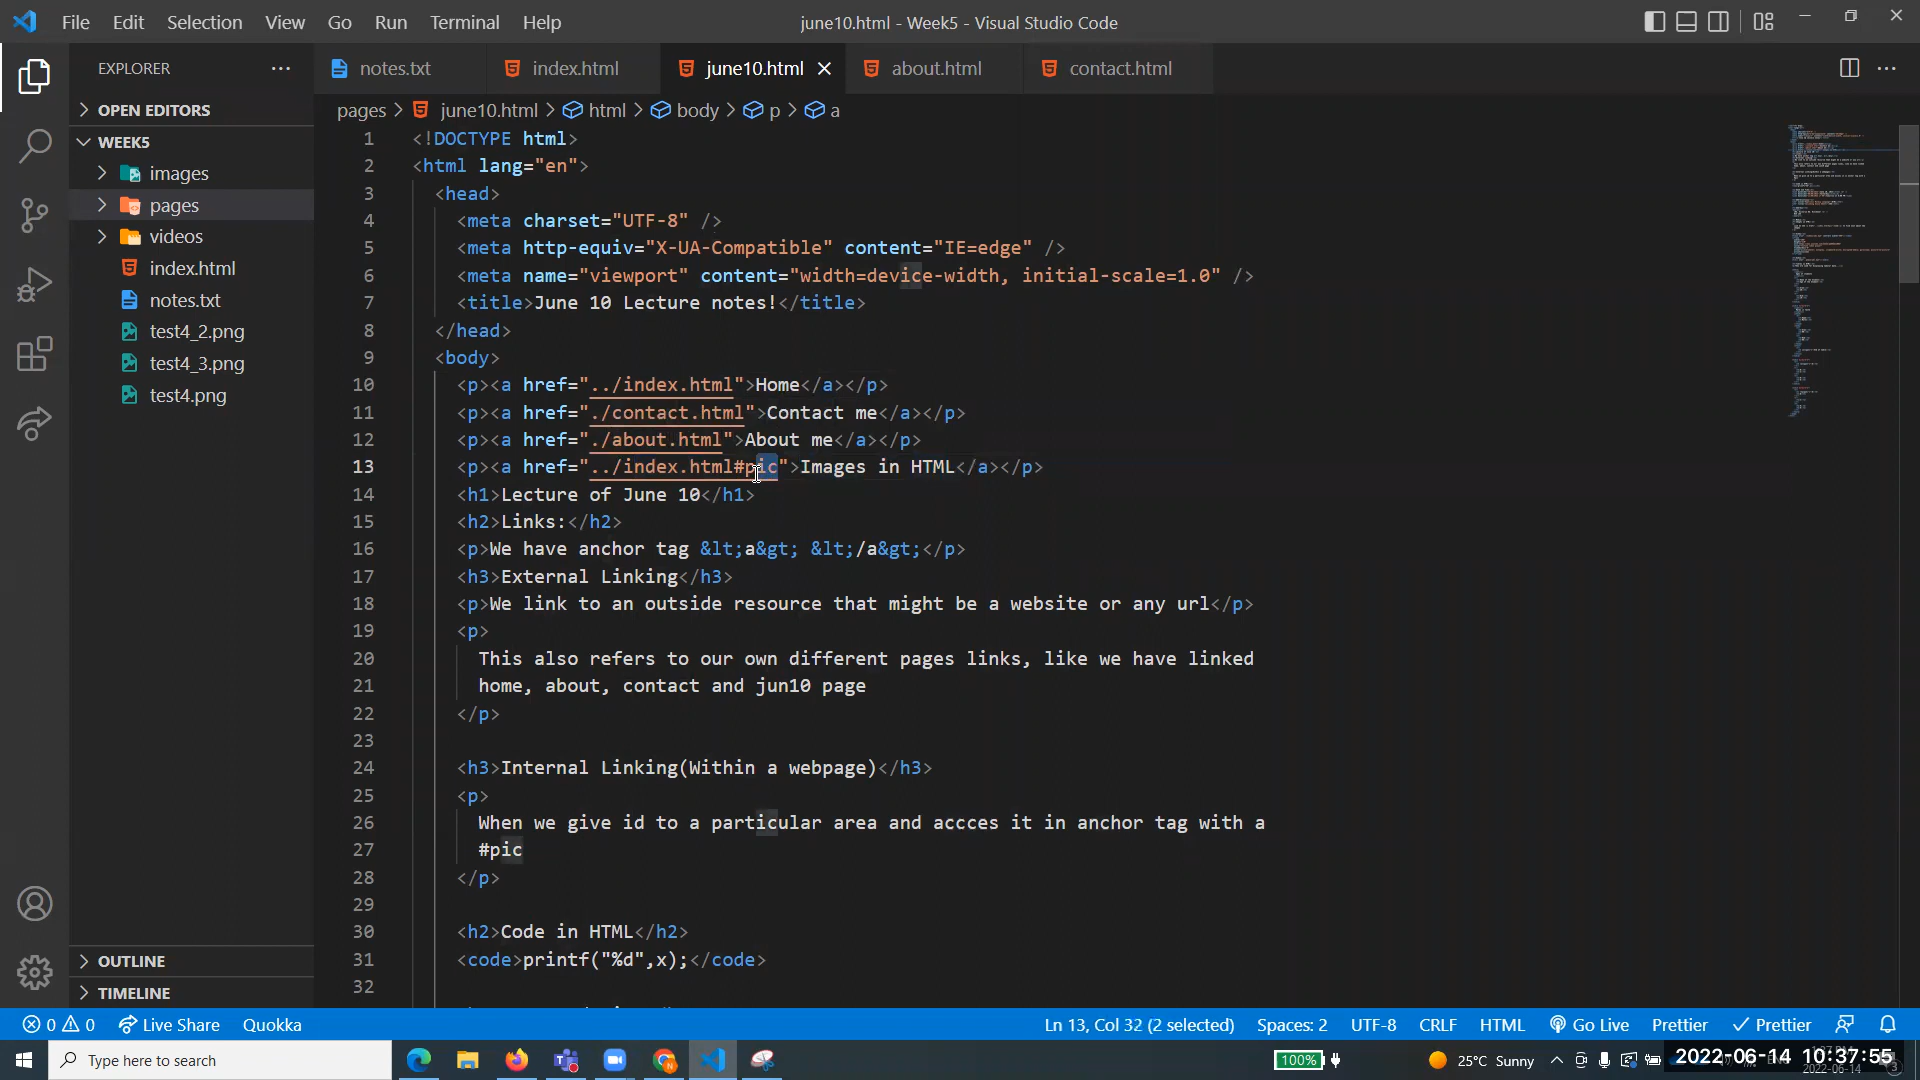 File Edit Selection View Go Run Terminal Help
june10.html - Week5 - Visual Studio Code
EXPLORER
notes.txt
index.html
june10.html
about.html
contact.html
OPEN EDITORS
WEEK5
images
pages
videos
index.html
notes.txt
test4_2.png
test4_3.png
test4.png
OUTLINE
TIMELINE
pages > june10.html > html > body > p > a
1 <!DOCTYPE html>
2 <html lang="en">
3 <head>
4 <meta charset="UTF-8" />
5 <meta http-equiv="X-UA-Compatible" content="IE=edge" />
6 <meta name="viewport" content="width=device-width, initial-scale=1.0" />
7 <title>June 10 Lecture notes!</title>
8 </head>
9 <body>
10 <p><a href="../index.html">Home</a></p>
11 <p><a href="./contact.html">Contact me</a></p>
12 <p><a href="./about.html">About me</a></p>
13 <p><a href="../index.html#pic">Images in HTML</a></p>
14 <h1>Lecture of June 10</h1>
15 <h2>Links:</h2>
16 <p>We have anchor tag &lt;a&gt; &lt;/a&gt;</p>
17 <h3>External Linking</h3>
18 <p>We link to an outside resource that might be a website or any url</p>
19 <p>
20 This also refers to our own different pages links, like we have linked
21 home, about, contact and jun10 page
22 </p>
23
24 <h3>Internal Linking(Within a webpage)</h3>
25 <p>
26 When we give id to a particular area and accces it in anchor tag with a
27 #pic
28 </p>
29
30 <h2>Code in HTML</h2>
31 <code>printf("%d",x);</code>
32
0 0 Live Share Quokka
Ln 13, Col 32 (2 selected) Spaces: 2 UTF-8 CRLF HTML Go Live Prettier Prettier
Type here to search
100%
25°C Sunny
2022-06-14 10:37:55
2022-06-14